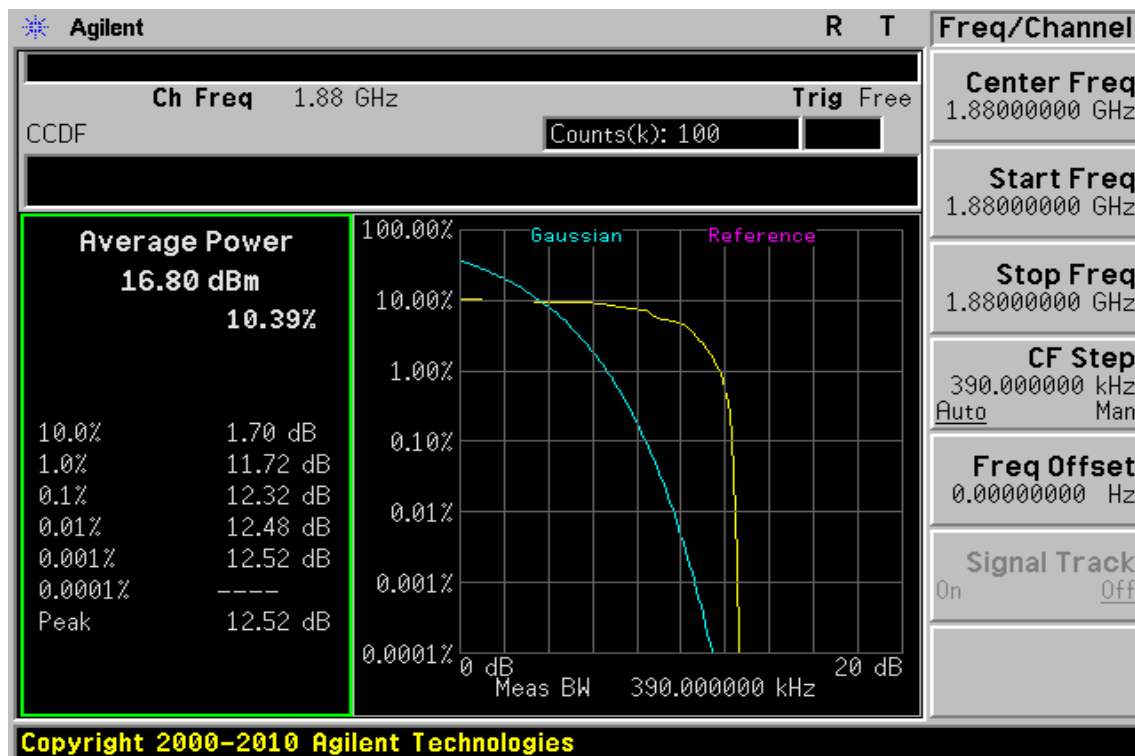 Agilent R T Freq/Channel
Ch Freq 1.88 GHz Trig Free
CCDF Counts(k): 100
Center Freq
1.88000000 GHz
Start Freq
1.88000000 GHz
Stop Freq
1.88000000 GHz
CF Step
390.000000 kHz
Auto Man
Freq Offset
0.00000000 Hz
Signal Track
On Off
Average Power
16.80 dBm
10.39%
10.0% 1.70 dB
1.0% 11.72 dB
0.1% 12.32 dB
0.01% 12.48 dB
0.001% 12.52 dB
0.0001% ----
Peak 12.52 dB
Gaussian Reference
100.00%
10.00%
1.00%
0.10%
0.01%
0.001%
0.0001%
0 dB 20 dB
Meas BW 390.000000 kHz
Copyright 2000-2010 Agilent Technologies